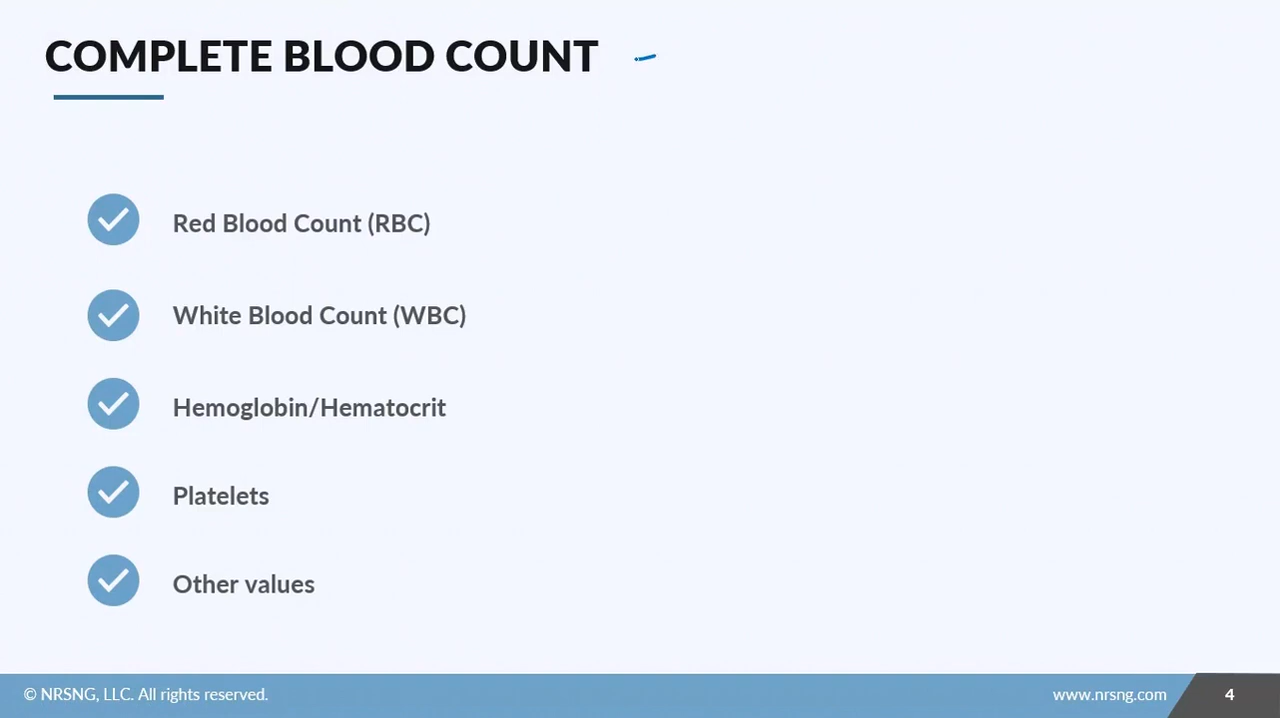 COMPLETE BLOOD COUNT
Red Blood Count (RBC)
White Blood Count (WBC)
Hemoglobin/Hematocrit
Platelets
Other values
© NRSNG, LLC. All rights reserved.
www.nrsng.com
4